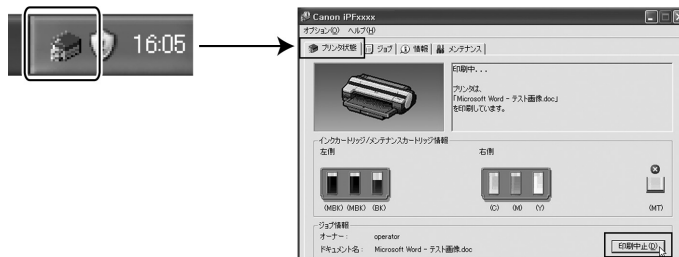 16:05
Canon iPFxxxx
オプション(O) ヘルプ(H)
プリンタ状態 ジョブ 情報 メンテナンス
印刷中...
プリンタは、
「Microsoft Word - テスト画像.doc」
を印刷しています。
インクカートリッジ/メンテナンスカートリッジ情報
左側 右側
(MBK) (MBK) (BK) (C) (M) (Y) (MT)
ジョブ情報
オーナー: operator
ドキュメント名: Microsoft Word - テスト画像.doc
印刷中止(D)